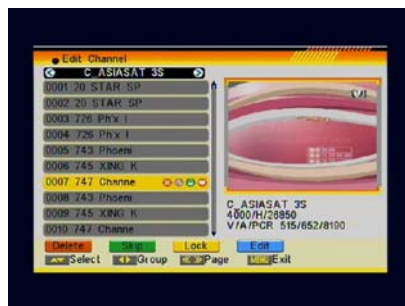 Edit Channel
C_ASIASAT 3S
0001 20 STAR SP
0002 20 STAR SP
0003 726 Ph'x I
0004 726 Ph'x I
0005 743 Phoeni
0006 745 XING K
0007 747 Channe
0008 743 Phoeni
0009 745 XING K
0010 747 Channe
C_ASIASAT 3S
4000/H/26850
V/A/PCR 515/652/8190
Delete Skip Lock Edit
Select Group Page MENU Exit